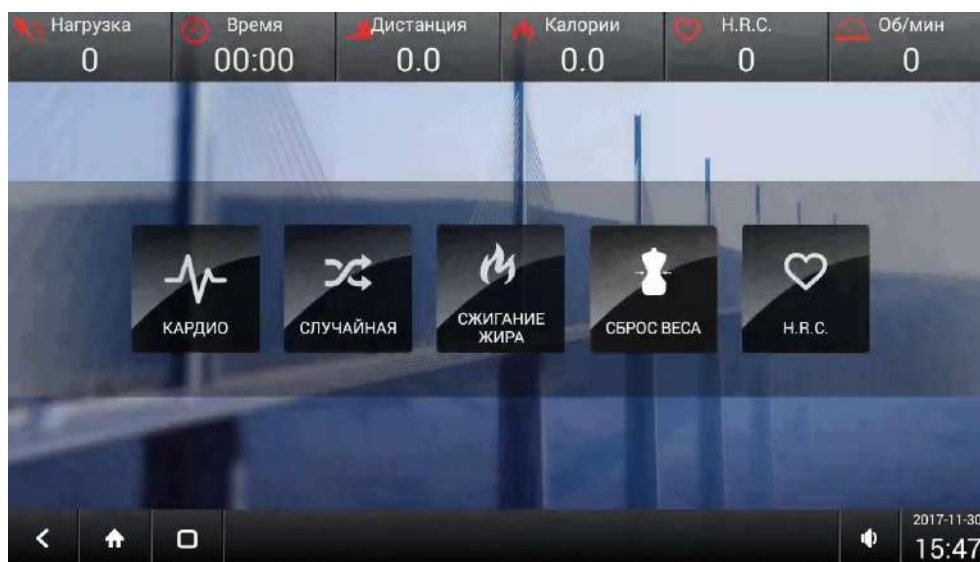 Нагрузка
0
Время
00:00
Дистанция
0.0
Калории
0.0
H.R.C.
0
Об/мин
0
КАРДИО
СЛУЧАЙНАЯ
СЖИГАНИЕ
ЖИРА
СБРОС ВЕСА
H.R.C.
2017-11-30
15:47